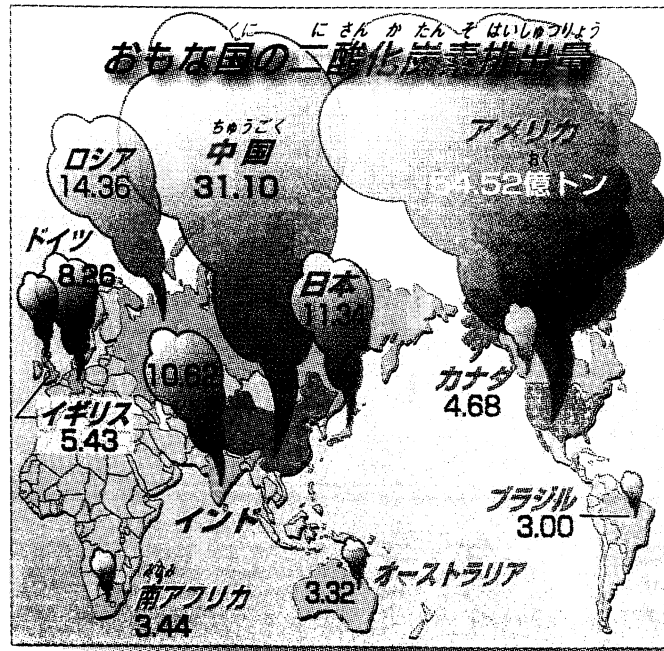 くに に さん か たん そ はいしゅつりょう
おもな国の二酸化炭素排出量
ちゅうごく
中国
31.10
アメリカ
おく
54.52億トン
ロシア
14.36
ドイツ
8.26
日本
11.34
10.62
インド
イギリス
5.43
カナダ
4.68
ブラジル
3.00
オーストラリア
3.32
南アフリカ
3.44